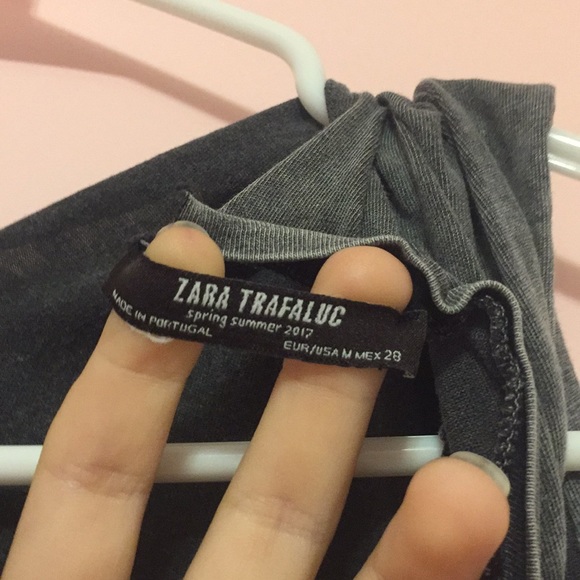 ZARA TRAFALUC
spring summer 2017
MADE IN PORTUGAL
EUR/USA M MEX 28